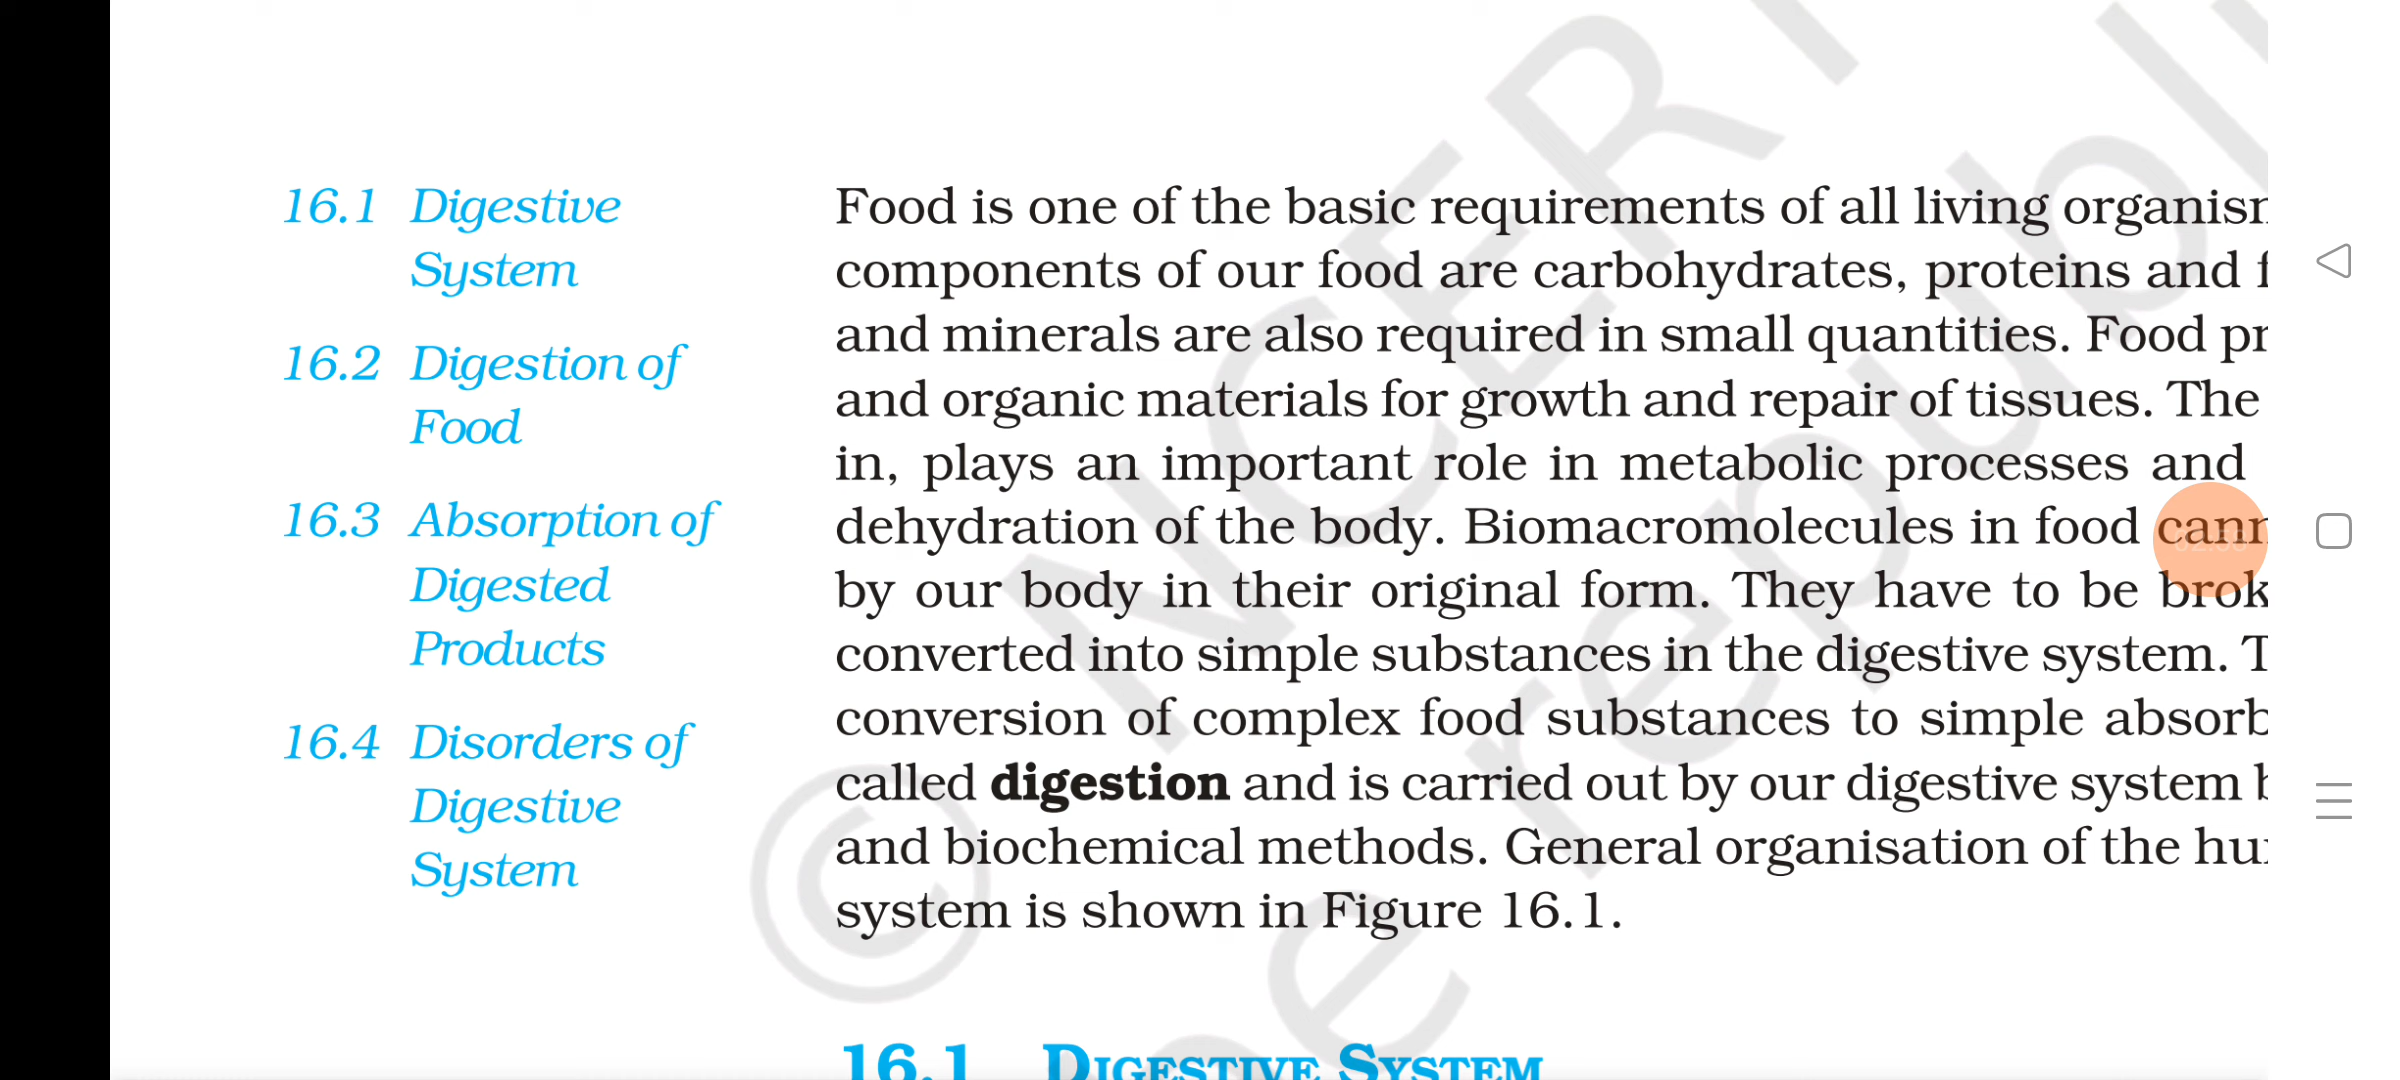 16.1 Digestive
System
16.2 Digestion of
Food
16.3 Absorption of
Digested
Products
16.4 Disorders of
Digestive
System
Food is one of the basic requirements of all living
components of our food are carbohydrates, proteins and
and minerals are also required in small quantities. Food
and organic materials for growth and repair of tissues. The
in, plays an important role in metabolic processes and
dehydration of the body. Biomacromolecules in food
by our body in their original form. They have to be
converted into simple substances in the digestive system.
conversion of complex food substances to simple
called digestion and is carried out by our digestive system
and biochemical methods. General organisation of the
system is shown in Figure 16.1.
16.1 DIGESTIVE SYSTEM
© NCERT